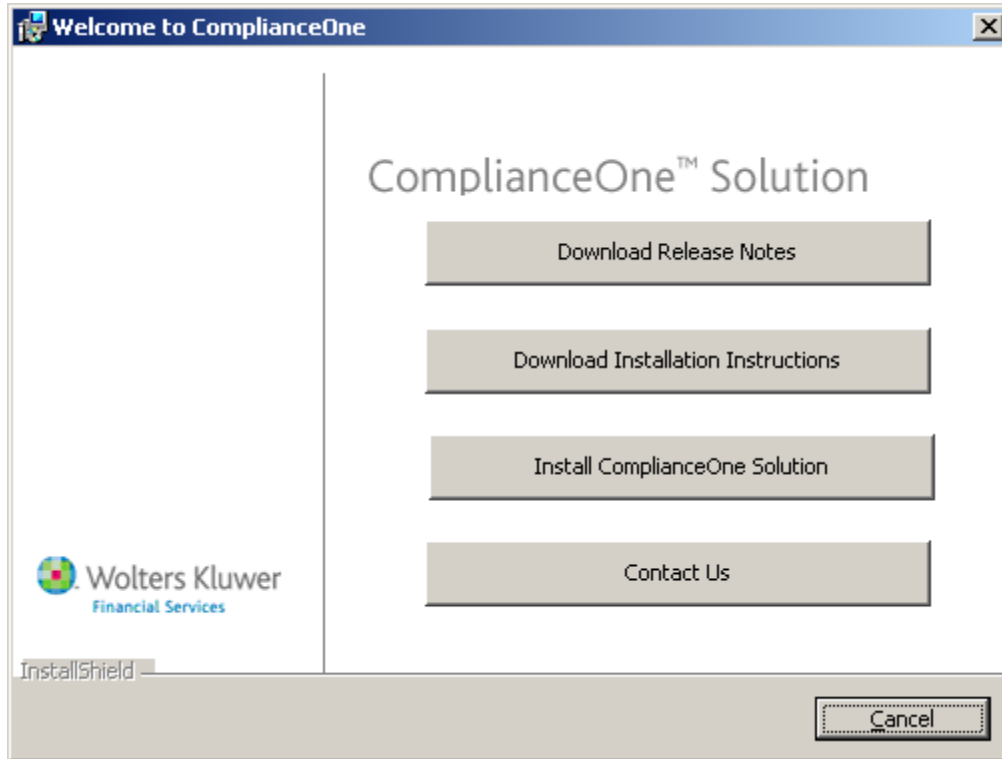 Welcome to ComplianceOne
ComplianceOne™ Solution
Download Release Notes
Download Installation Instructions
Install ComplianceOne Solution
Contact Us
Wolters Kluwer
Financial Services
InstallShield
Cancel